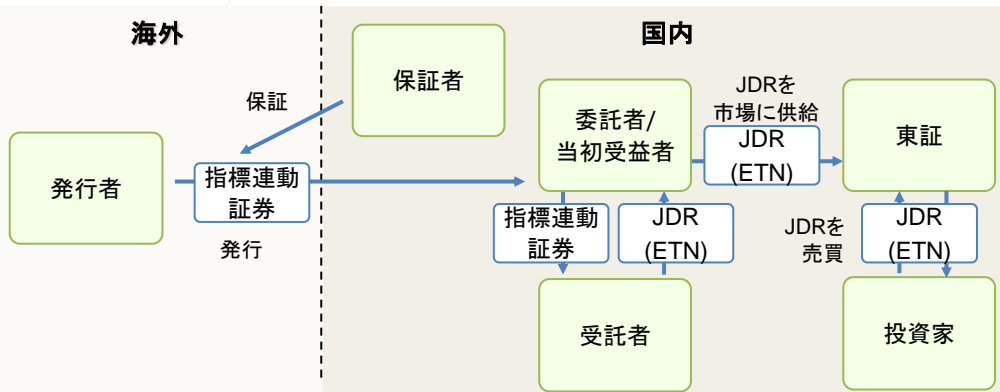 海外
国内
保証者
保証
発行者
指標連動
証券
発行
委託者/
当初受益者
JDRを
市場に供給
JDR
(ETN)
東証
指標連動
証券
JDR
(ETN)
JDRを
売買
JDR
(ETN)
受託者
投資家